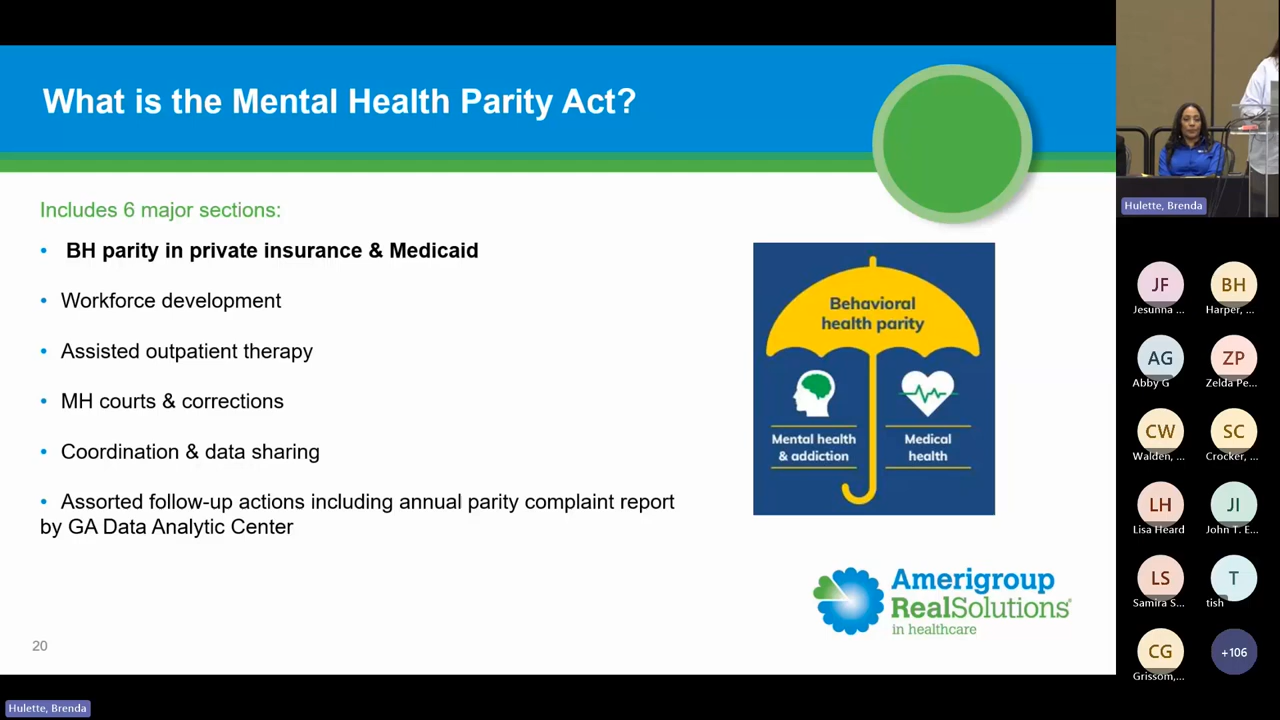 What is the Mental Health Parity Act?
Includes 6 major sections:
• BH parity in private insurance & Medicaid
• Workforce development
• Assisted outpatient therapy
• MH courts & corrections
• Coordination & data sharing
• Assorted follow-up actions including annual parity complaint report
by GA Data Analytic Center
Behavioral
health parity
Mental health
& addiction
Medical
health
Amerigroup
RealSolutions®
in healthcare
20
Hulette, Brenda
Hulette, Brenda
JF
Jesunna ...
BH
Harper, ...
AG
Abby G
ZP
Zelda Pe...
CW
Walden, ...
SC
Crocker, ...
LH
Lisa Heard
JI
John T. E...
LS
Samira S...
T
tish
CG
Grissom,...
+106